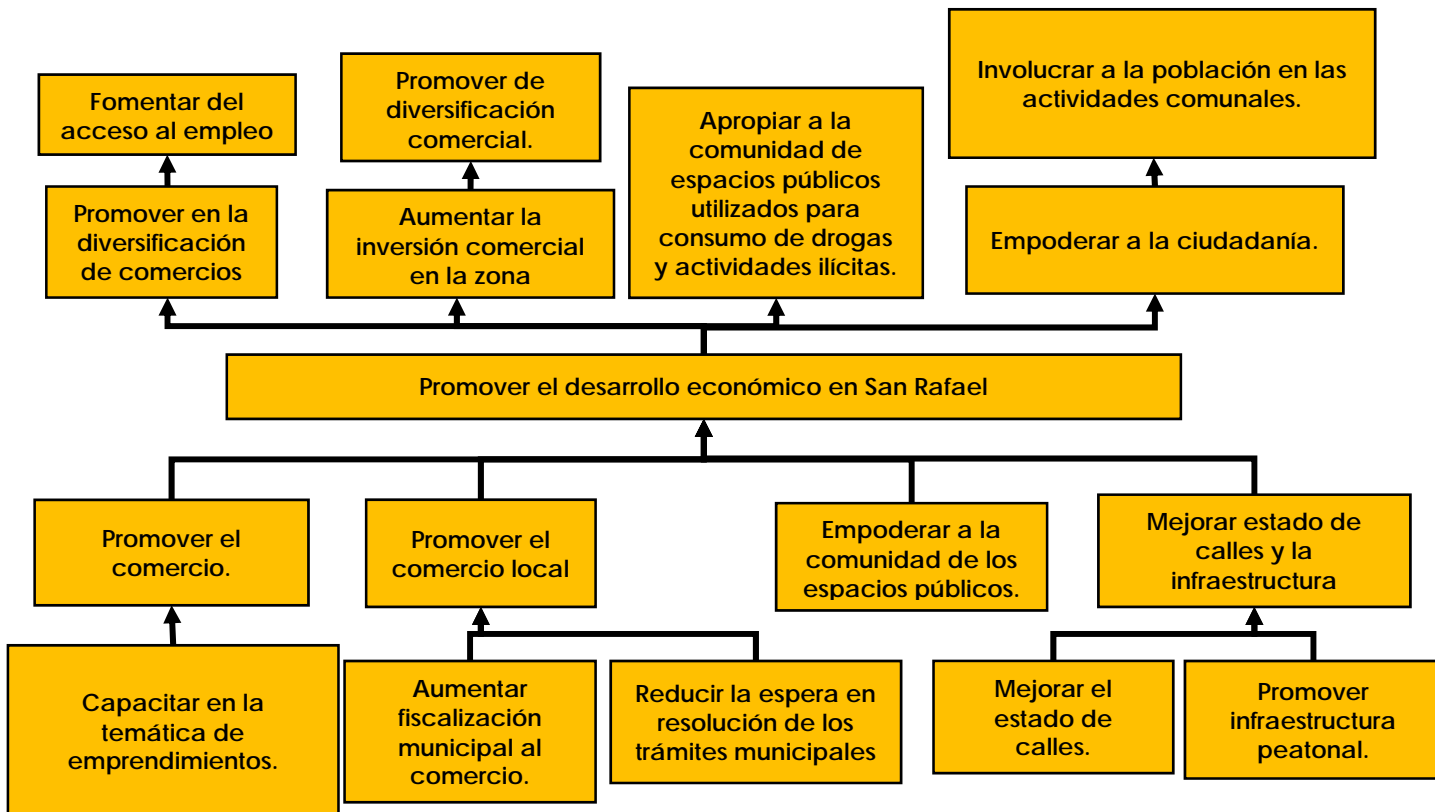 Fomentar del
acceso al empleo
Promover de
diversificación
comercial.
Apropiar a la
comunidad de
espacios públicos
utilizados para
consumo de drogas
y actividades ilícitas.
Involucrar a la población en las
actividades comunales.
Promover en la
diversificación
de comercios
Aumentar la
inversión comercial
en la zona
Empoderar a la ciudadanía.
Promover el desarrollo económico en San Rafael
Promover el
comercio.
Promover el
comercio local
Empoderar a la
comunidad de los
espacios públicos.
Mejorar estado de
calles y la
infraestructura
Capacitar en la
temática de
emprendimientos.
Aumentar
fiscalización
municipal al
comercio.
Reducir la espera en
resolución de los
trámites municipales
Mejorar el
estado de
calles.
Promover
infraestructura
peatonal.